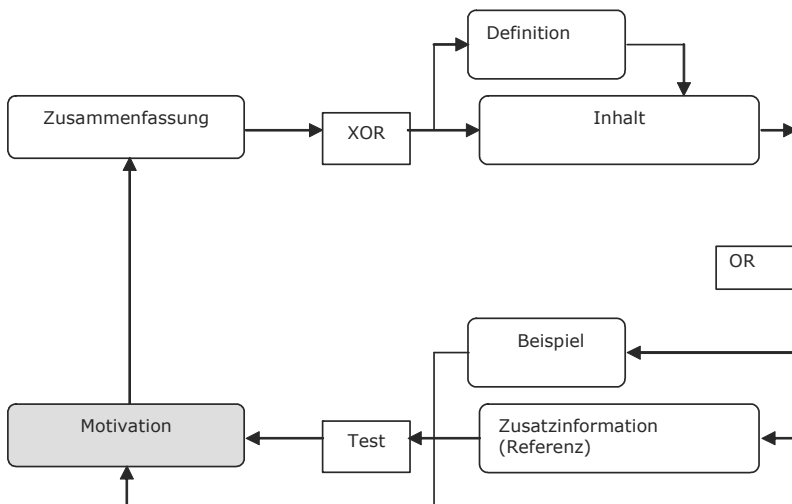 Definition
Zusammenfassung
XOR
Inhalt
OR
Beispiel
Motivation
Test
Zusatzinformation
(Referenz)